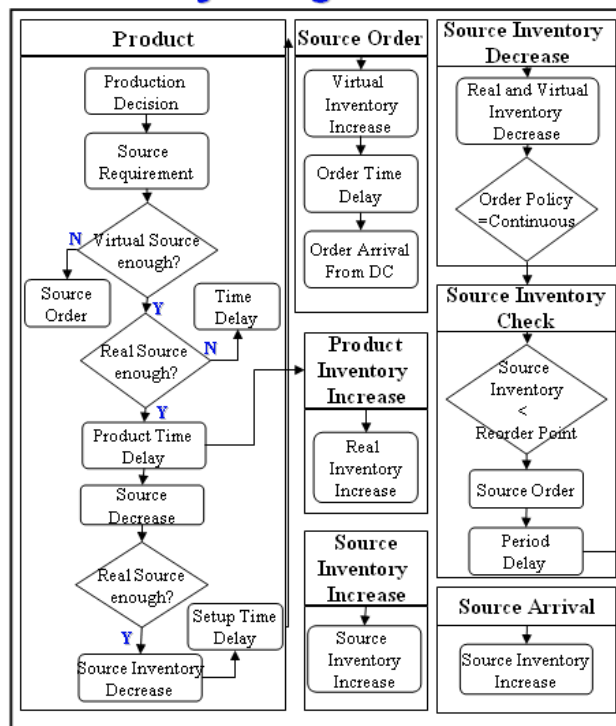 Product
Production
Decision
Source
Requirement
Virtual Source
enough?
N
Y
Source
Order
Time
Delay
Real Source
enough?
N
Y
Product Time
Delay
Source
Decrease
Real Source
enough?
Y
Setup Time
Delay
Source Inventory
Decrease
Source Order
Virtual
Inventory
Increase
Order Time
Delay
Order Arrival
From DC
Product
Inventory
Increase
Real
Inventory
Increase
Source
Inventory
Increase
Source
Inventory
Increase
Source Inventory
Decrease
Real and Virtual
Inventory
Decrease
Order Policy
=Continuous
Source Inventory
Check
Source
Inventory
<
Reorder Point
Source Order
Period
Delay
Source Arrival
Source Inventory
Increase